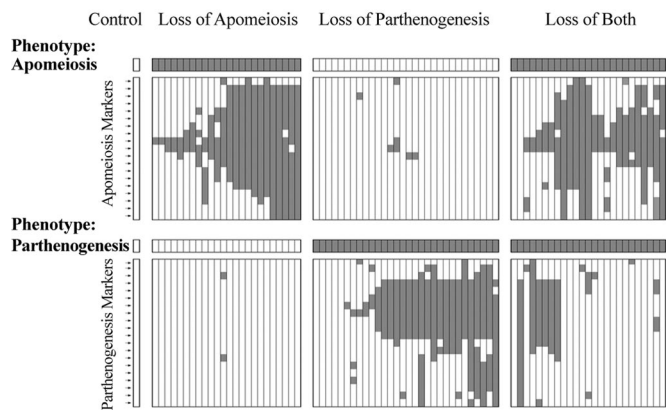 Control Loss of Apomeiosis Loss of Parthenogenesis Loss of Both
Phenotype:
Apomeiosis
Apomeiosis Markers
Phenotype:
Parthenogenesis
Parthenogenesis Markers